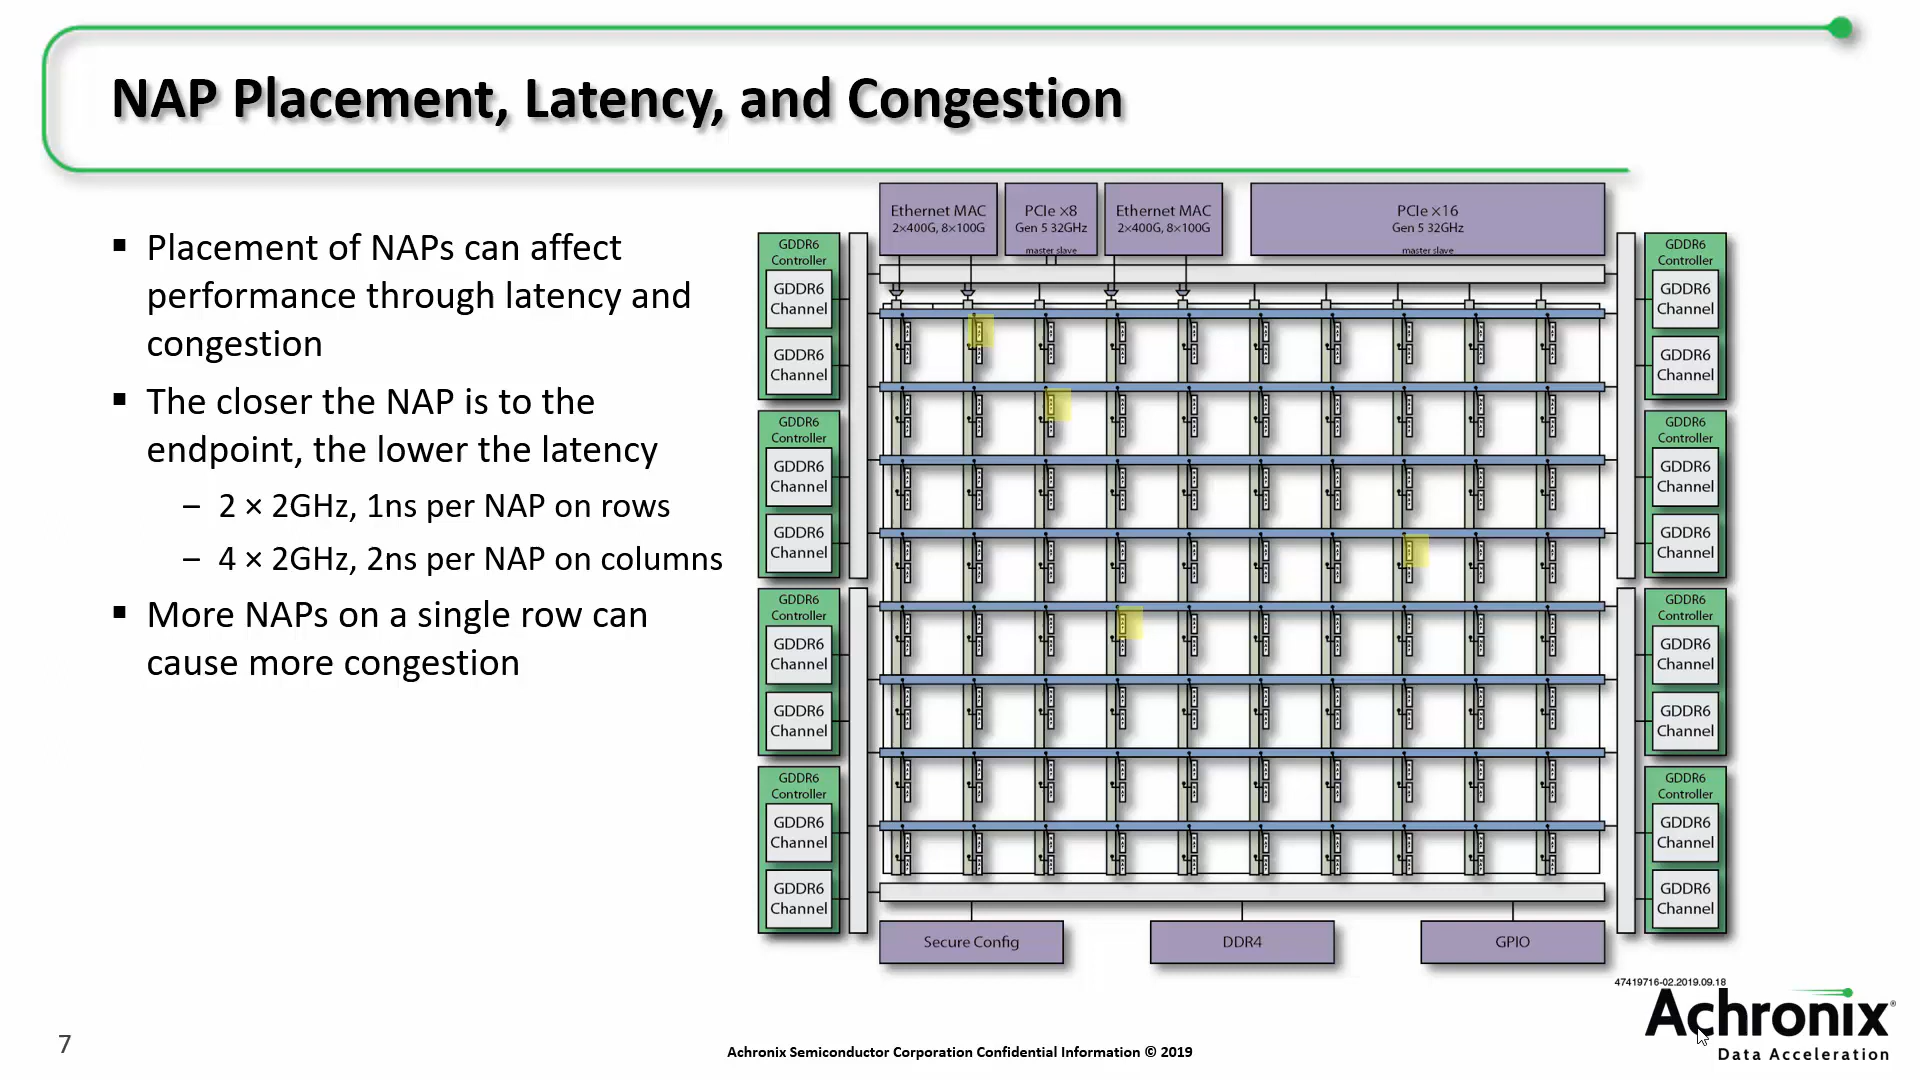 NAP Placement, Latency, and Congestion
▪ Placement of NAPs can affect
performance through latency and
congestion
▪ The closer the NAP is to the
endpoint, the lower the latency
– 2 × 2GHz, 1ns per NAP on rows
– 4 × 2GHz, 2ns per NAP on columns
▪ More NAPs on a single row can
cause more congestion
Ethernet MAC
2×400G, 8×100G
PCIe ×8
Gen 5 32GHz
master slave
Ethernet MAC
2×400G, 8×100G
PCIe ×16
Gen 5 32GHz
master slave
GDDR6
Controller
GDDR6
Channel
GDDR6
Channel
GDDR6
Controller
GDDR6
Channel
GDDR6
Channel
GDDR6
Controller
GDDR6
Channel
GDDR6
Channel
GDDR6
Controller
GDDR6
Channel
GDDR6
Channel
GDDR6
Controller
GDDR6
Channel
GDDR6
Channel
GDDR6
Controller
GDDR6
Channel
GDDR6
Channel
GDDR6
Controller
GDDR6
Channel
GDDR6
Channel
GDDR6
Controller
GDDR6
Channel
GDDR6
Channel
Secure Config
DDR4
GPIO
47419716-02.2019.09.18
7
Achronix Semiconductor Corporation Confidential Information © 2019
Achronix®
Data Acceleration